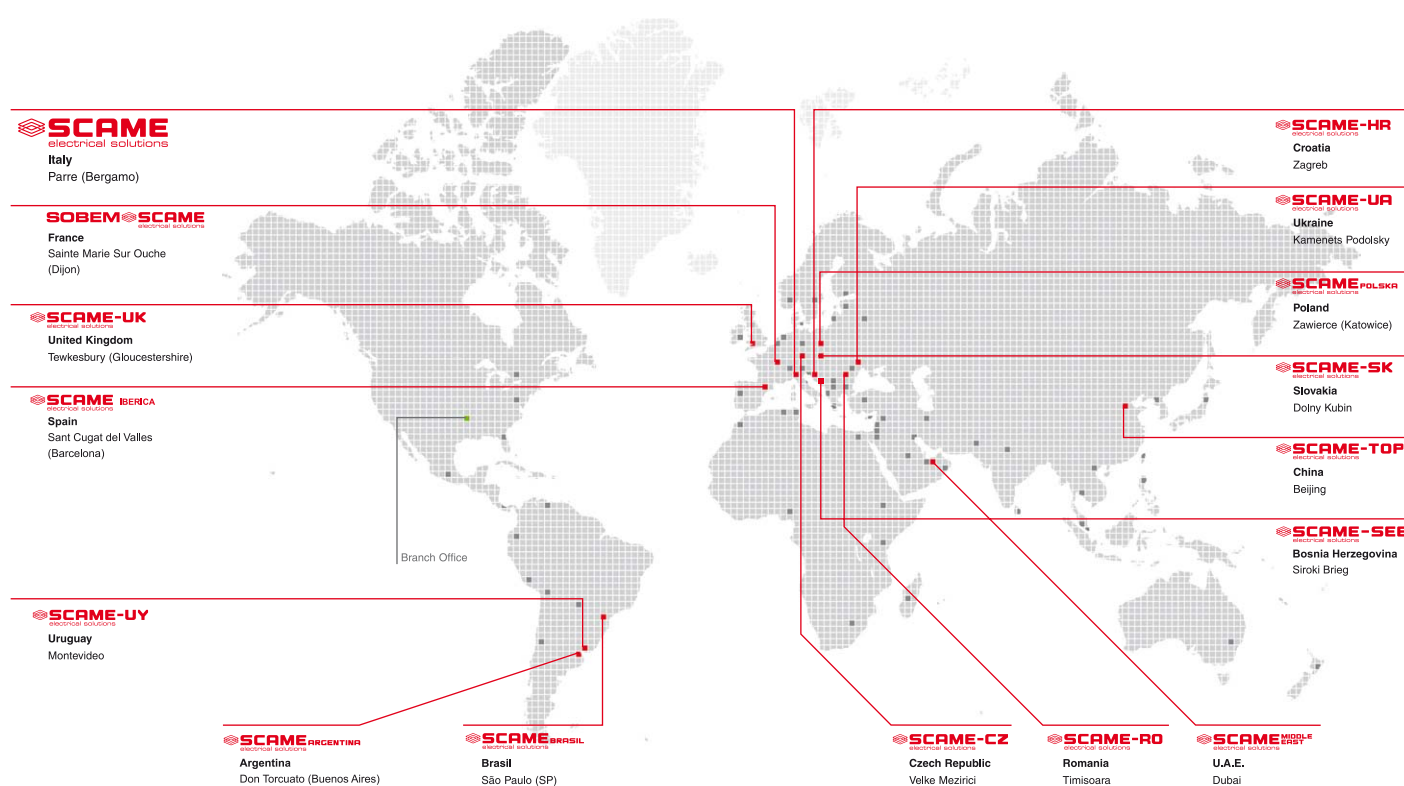 SCAME
electrical solutions
Italy
Parre (Bergamo)
SOBEM SCAME
electrical solutions
France
Sainte Marie Sur Ouche
(Dijon)
SCAME-UK
electrical solutions
United Kingdom
Tewkesbury (Gloucestershire)
SCAME IBERICA
electrical solutions
Spain
Sant Cugat del Valles
(Barcelona)
Branch Office
SCAME-UY
electrical solutions
Uruguay
Montevideo
SCAME ARGENTINA
electrical solutions
Argentina
Don Torcuato (Buenos Aires)
SCAME BRASIL
electrical solutions
Brasil
São Paulo (SP)
SCAME-CZ
electrical solutions
Czech Republic
Velke Mezirici
SCAME-RO
electrical solutions
Romania
Timisoara
SCAME MIDDLE EAST
electrical solutions
U.A.E.
Dubai
SCAME-HR
electrical solutions
Croatia
Zagreb
SCAME-UA
electrical solutions
Ukraine
Kamenets Podolsky
SCAME POLSKA
electrical solutions
Poland
Zawierce (Katowice)
SCAME-SK
electrical solutions
Slovakia
Dolny Kubin
SCAME-TOP
electrical solutions
China
Beijing
SCAME-SEE
electrical solutions
Bosnia Herzegovina
Siroki Brieg